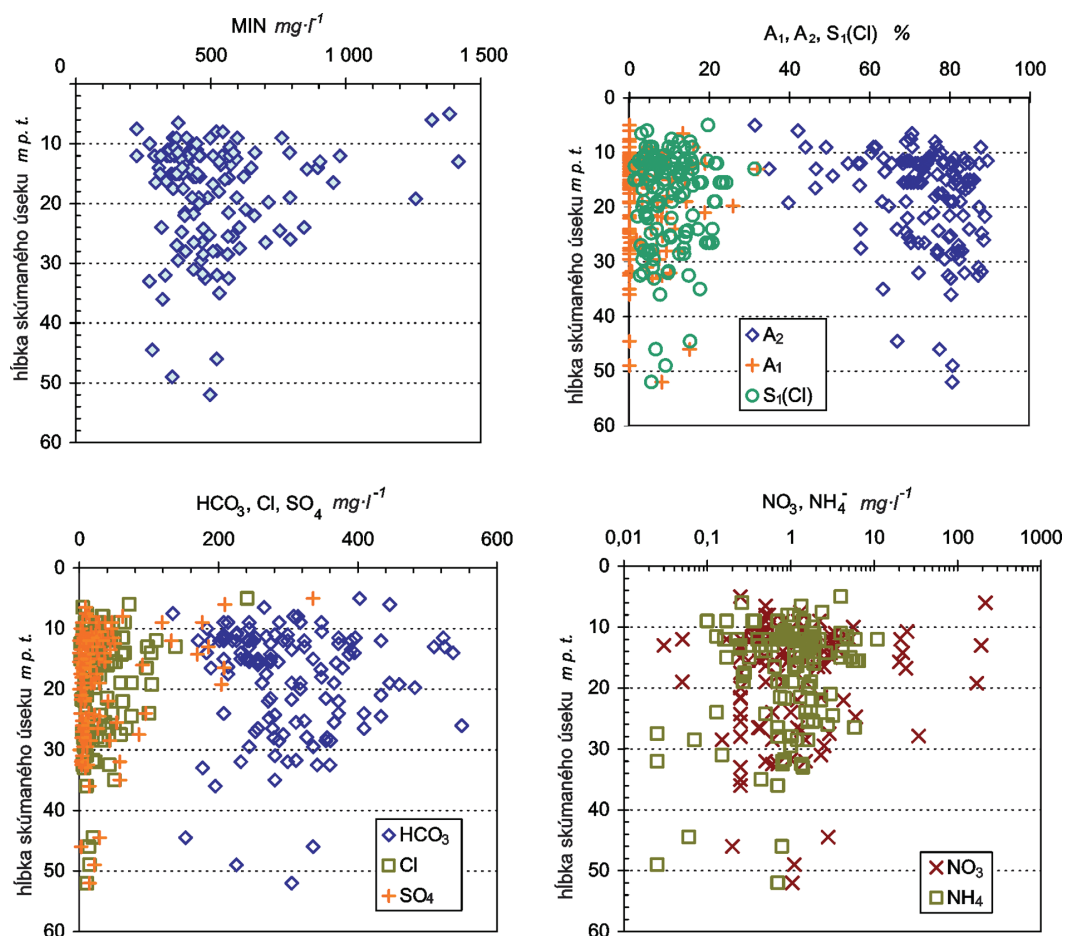 MIN mg·l⁻¹
0 500 1 000 1 500
0
10
20
30
40
50
60
hĺbka skúmaného úseku m p. t.
A₁, A₂, S₁(Cl) %
0 20 40 60 80 100
0
10
20
30
40
50
60
hĺbka skúmaného úseku m p. t.
A₂
A₁
S₁(Cl)
HCO₃, Cl, SO₄ mg·l⁻¹
0 200 400 600
0
10
20
30
40
50
60
hĺbka skúmaného úseku m p. t.
HCO₃
Cl
SO₄
NO₃, NH₄⁻ mg·l⁻¹
0,01 0,1 1 10 100 1000
0
10
20
30
40
50
60
hĺbka skúmaného úseku m p. t.
NO₃
NH₄